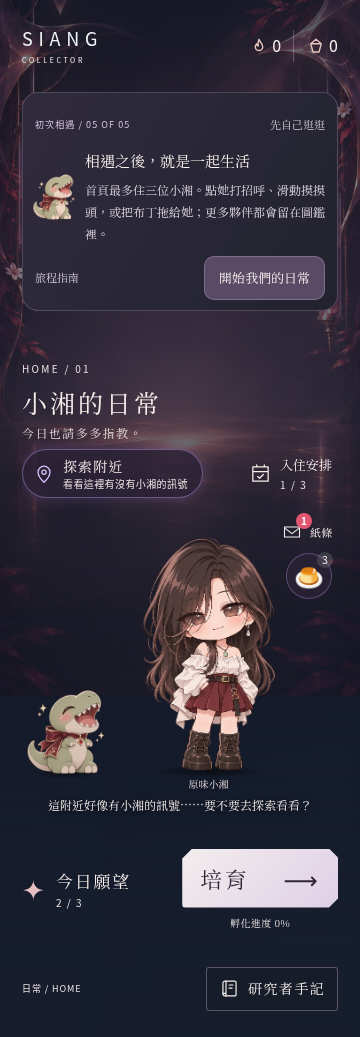 SIANG
COLLECTOR
0
0
初次相遇 / 05 OF 05
先自己逛逛
相遇之後，就是一起生活
首頁最多住三位小湘。點她打招呼、滑動摸摸
頭，或把布丁拖給她；更多夥伴都會留在圖鑑
裡。
旅程指南
開始我們的日常
HOME / 01
小湘的日常
今日也請多多指教。
探索附近
看看這裡有沒有小湘的訊號
入住安排
1 / 3
1
紙條
3
原味小湘
這附近好像有小湘的訊號⋯⋯要不要去探索看看？
今日願望
2 / 3
培育
孵化進度 0%
日常 / HOME
研究者手記